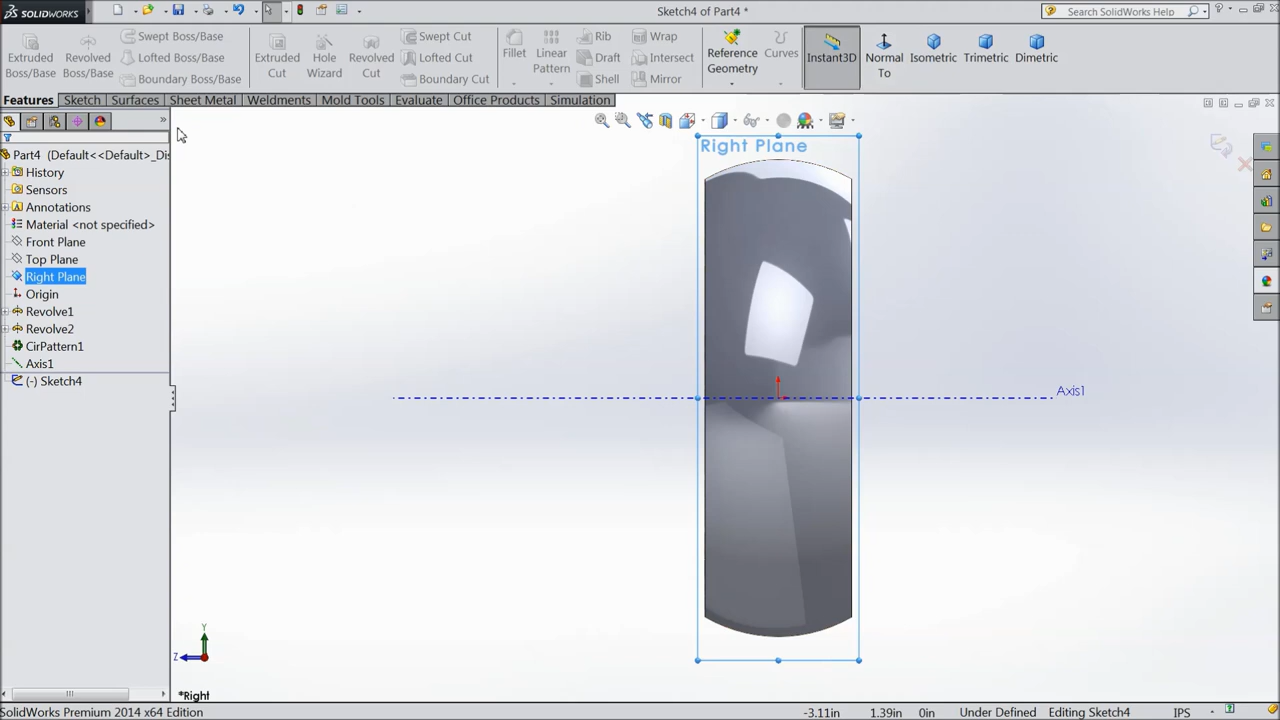 SOLIDWORKS
Sketch4 of Part4 *
Search SolidWorks Help
Extruded Boss/Base
Revolved Boss/Base
Swept Boss/Base
Lofted Boss/Base
Boundary Boss/Base
Extruded Cut
Hole Wizard
Revolved Cut
Swept Cut
Lofted Cut
Boundary Cut
Fillet
Linear Pattern
Rib
Draft
Shell
Wrap
Intersect
Mirror
Reference Geometry
Curves
Instant3D
Normal To
Isometric
Trimetric
Dimetric
Features
Sketch
Surfaces
Sheet Metal
Weldments
Mold Tools
Evaluate
Office Products
Simulation
Part4 (Default<<Default>_Dis
History
Sensors
Annotations
Material <not specified>
Front Plane
Top Plane
Right Plane
Origin
Revolve1
Revolve2
CirPattern1
Axis1
(-) Sketch4
Right Plane
Axis1
Y
Z
*Right
SolidWorks Premium 2014 x64 Edition
-3.11in
1.39in
0in
Under Defined
Editing Sketch4
IPS